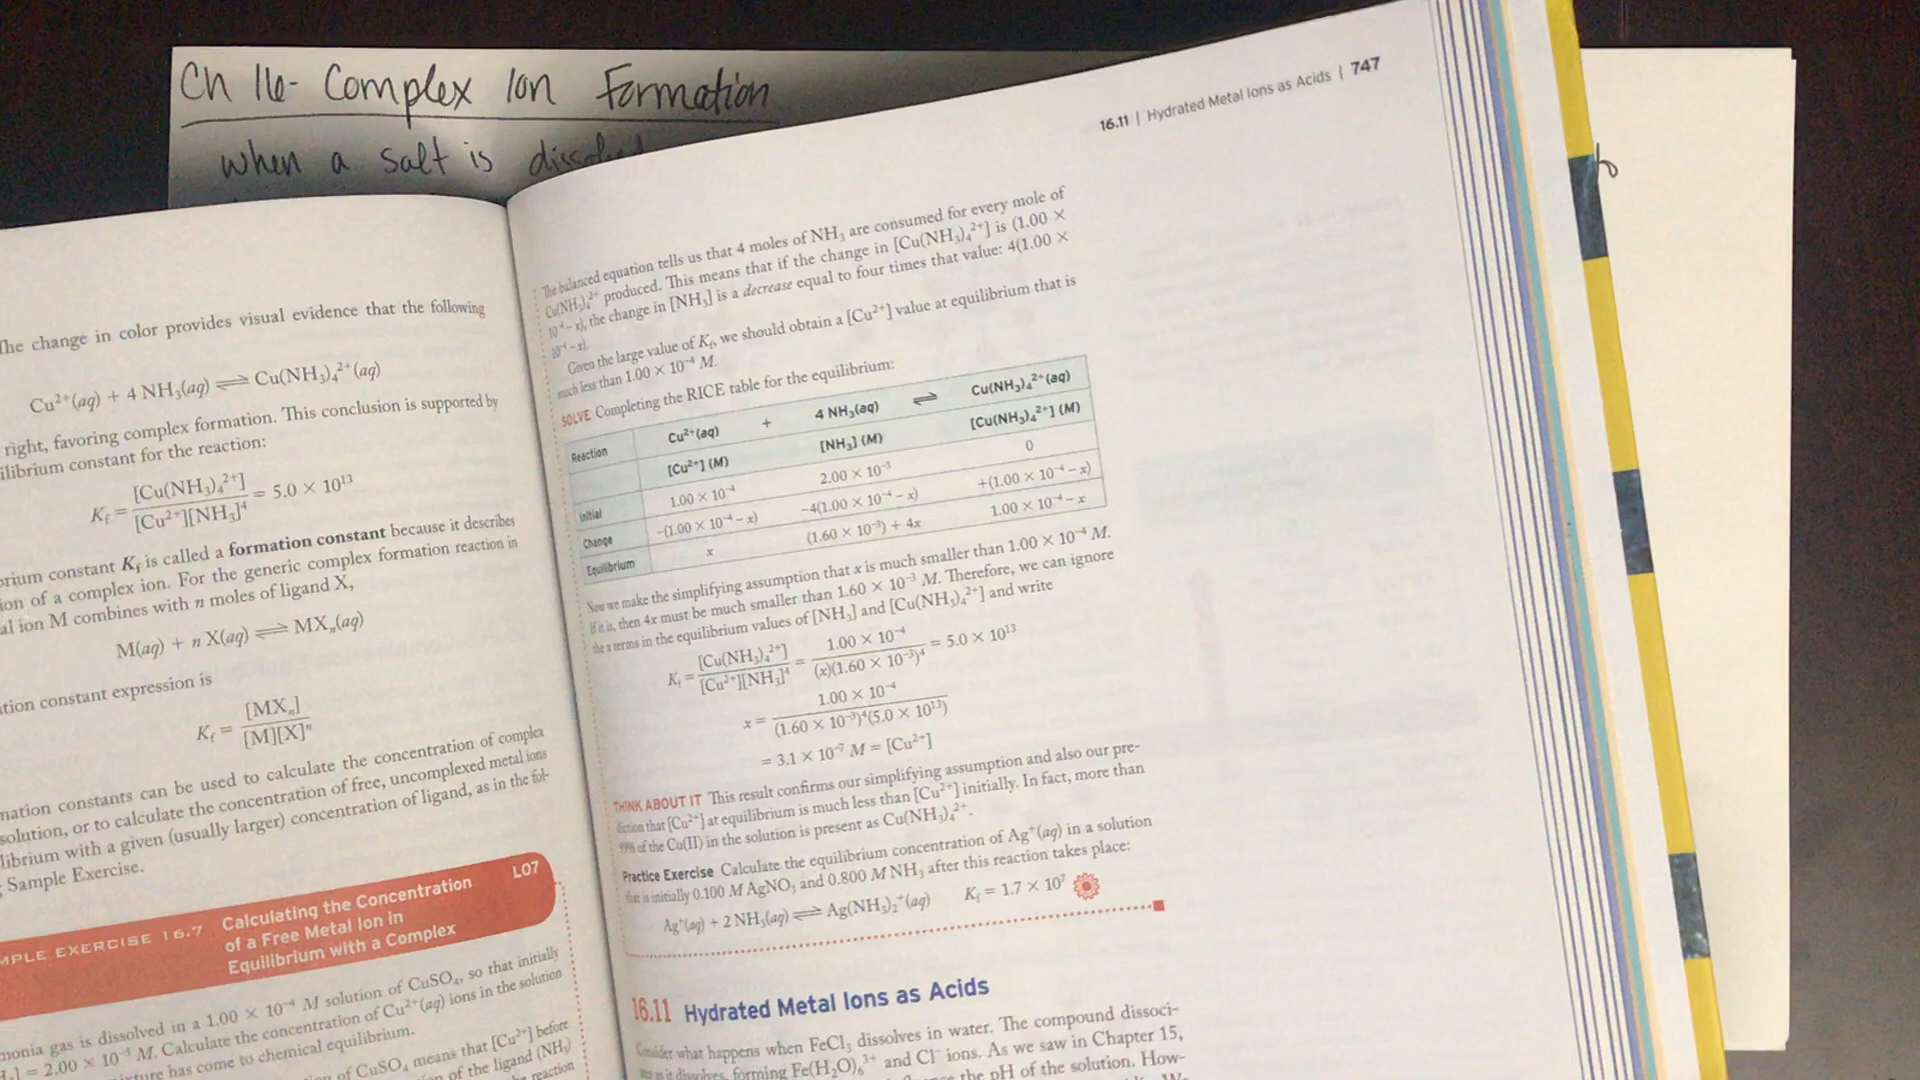 Ch 16- Complex Ion Formation
when a salt is
16.11 | Hydrated Metal Ions as Acids | 747
The change in color provides visual evidence that the following
Cu²⁺(aq) + 4 NH₃(aq) ⇌ Cu(NH₃)₄²⁺(aq)
right, favoring complex formation. This conclusion is supported by
constant for the reaction:
K_f = [Cu(NH₃)₄²⁺] / [Cu²⁺][NH₃]⁴ = 5.0 × 10¹³
constant K_f is called a formation constant because it describes
of a complex ion. For the generic complex formation reaction in
ion M combines with n moles of ligand X,
M(aq) + n X(aq) ⇌ MXₙ(aq)
constant expression is
K_f = [MXₙ] / [M][X]ⁿ
constants can be used to calculate the concentration of complex
solution, or to calculate the concentration of free, uncomplexed metal ions
with a given (usually larger) concentration of ligand, as in the fol-
Sample Exercise.
EXERCISE 16.7 Calculating the Concentration LO7
of a Free Metal Ion in
Equilibrium with a Complex
gas is dissolved in a 1.00 × 10⁻⁴ M solution of CuSO₄, so that initially
= 2.00 × 10⁻³ M. Calculate the concentration of Cu²⁺(aq) ions in the solution
has come to chemical equilibrium.
of CuSO₄ means that [Cu²⁺] before
of the ligand (NH₃)
reaction
The balanced equation tells us that 4 moles of NH₃ are consumed for every mole of
Cu(NH₃)₄²⁺ produced. This means that if the change in [Cu(NH₃)₄²⁺] is (1.00 ×
10⁻⁴ − x), the change in [NH₃] is a decrease equal to four times that value: 4(1.00 ×
10⁻⁴ − x).
Given the large value of K_f, we should obtain a [Cu²⁺] value at equilibrium that is
much less than 1.00 × 10⁻⁴ M.
SOLVE Completing the RICE table for the equilibrium:
Reaction Cu²⁺(aq) + 4 NH₃(aq) ⇌ Cu(NH₃)₄²⁺(aq)
[Cu²⁺] (M) [NH₃] (M) [Cu(NH₃)₄²⁺] (M)
Initial 1.00 × 10⁻⁴ 2.00 × 10⁻³ 0
Change −(1.00 × 10⁻⁴ − x) −4(1.00 × 10⁻⁴ − x) +(1.00 × 10⁻⁴ − x)
Equilibrium x (1.60 × 10⁻³) + 4x 1.00 × 10⁻⁴ − x
Now we make the simplifying assumption that x is much smaller than 1.00 × 10⁻⁴ M.
If it is, then 4x must be much smaller than 1.60 × 10⁻³ M. Therefore, we can ignore
the x terms in the equilibrium values of [NH₃] and [Cu(NH₃)₄²⁺] and write
K_f = [Cu(NH₃)₄²⁺] / [Cu²⁺][NH₃]⁴ = 1.00 × 10⁻⁴ / (x)(1.60 × 10⁻³)⁴ = 5.0 × 10¹³
x = 1.00 × 10⁻⁴ / (1.60 × 10⁻³)⁴(5.0 × 10¹³)
= 3.1 × 10⁻⁷ M = [Cu²⁺]
THINK ABOUT IT This result confirms our simplifying assumption and also our pre-
diction that [Cu²⁺] at equilibrium is much less than [Cu²⁺] initially. In fact, more than
99% of the Cu(II) in the solution is present as Cu(NH₃)₄²⁺.
Practice Exercise Calculate the equilibrium concentration of Ag⁺(aq) in a solution
that is initially 0.100 M AgNO₃ and 0.800 M NH₃ after this reaction takes place:
Ag⁺(aq) + 2 NH₃(aq) ⇌ Ag(NH₃)₂⁺(aq) K_f = 1.7 × 10⁷
16.11 Hydrated Metal Ions as Acids
Consider what happens when FeCl₃ dissolves in water. The compound dissoci-
as it dissolves, forming Fe(H₂O)₆³⁺ and Cl⁻ ions. As we saw in Chapter 15,
the pH of the solution. How-